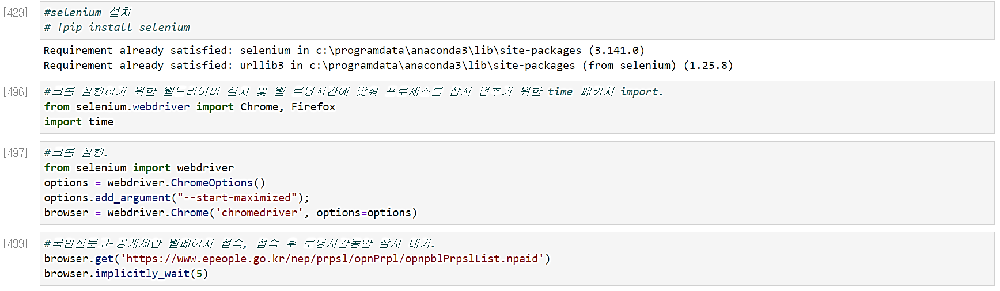 [429]: #selenium 설치
# !pip install selenium
Requirement already satisfied: selenium in c:\programdata\anaconda3\lib\site-packages (3.141.0)
Requirement already satisfied: urllib3 in c:\programdata\anaconda3\lib\site-packages (from selenium) (1.25.8)
[496]: #크롬 실행하기 위한 웹드라이버 설치 및 웹 로딩시간에 맞춰 프로세스를 잠시 멈추기 위한 time 패키지 import.
from selenium.webdriver import Chrome, Firefox
import time
[497]: #크롬 실행.
from selenium import webdriver
options = webdriver.ChromeOptions()
options.add_argument("--start-maximized");
browser = webdriver.Chrome('chromedriver', options=options)
[499]: #국민신문고-공개제안 웹페이지 접속, 접속 후 로딩시간동안 잠시 대기.
browser.get('https://www.epeople.go.kr/nep/prpsl/opnPrpl/opnpblPrpslList.npaid')
browser.implicitly_wait(5)